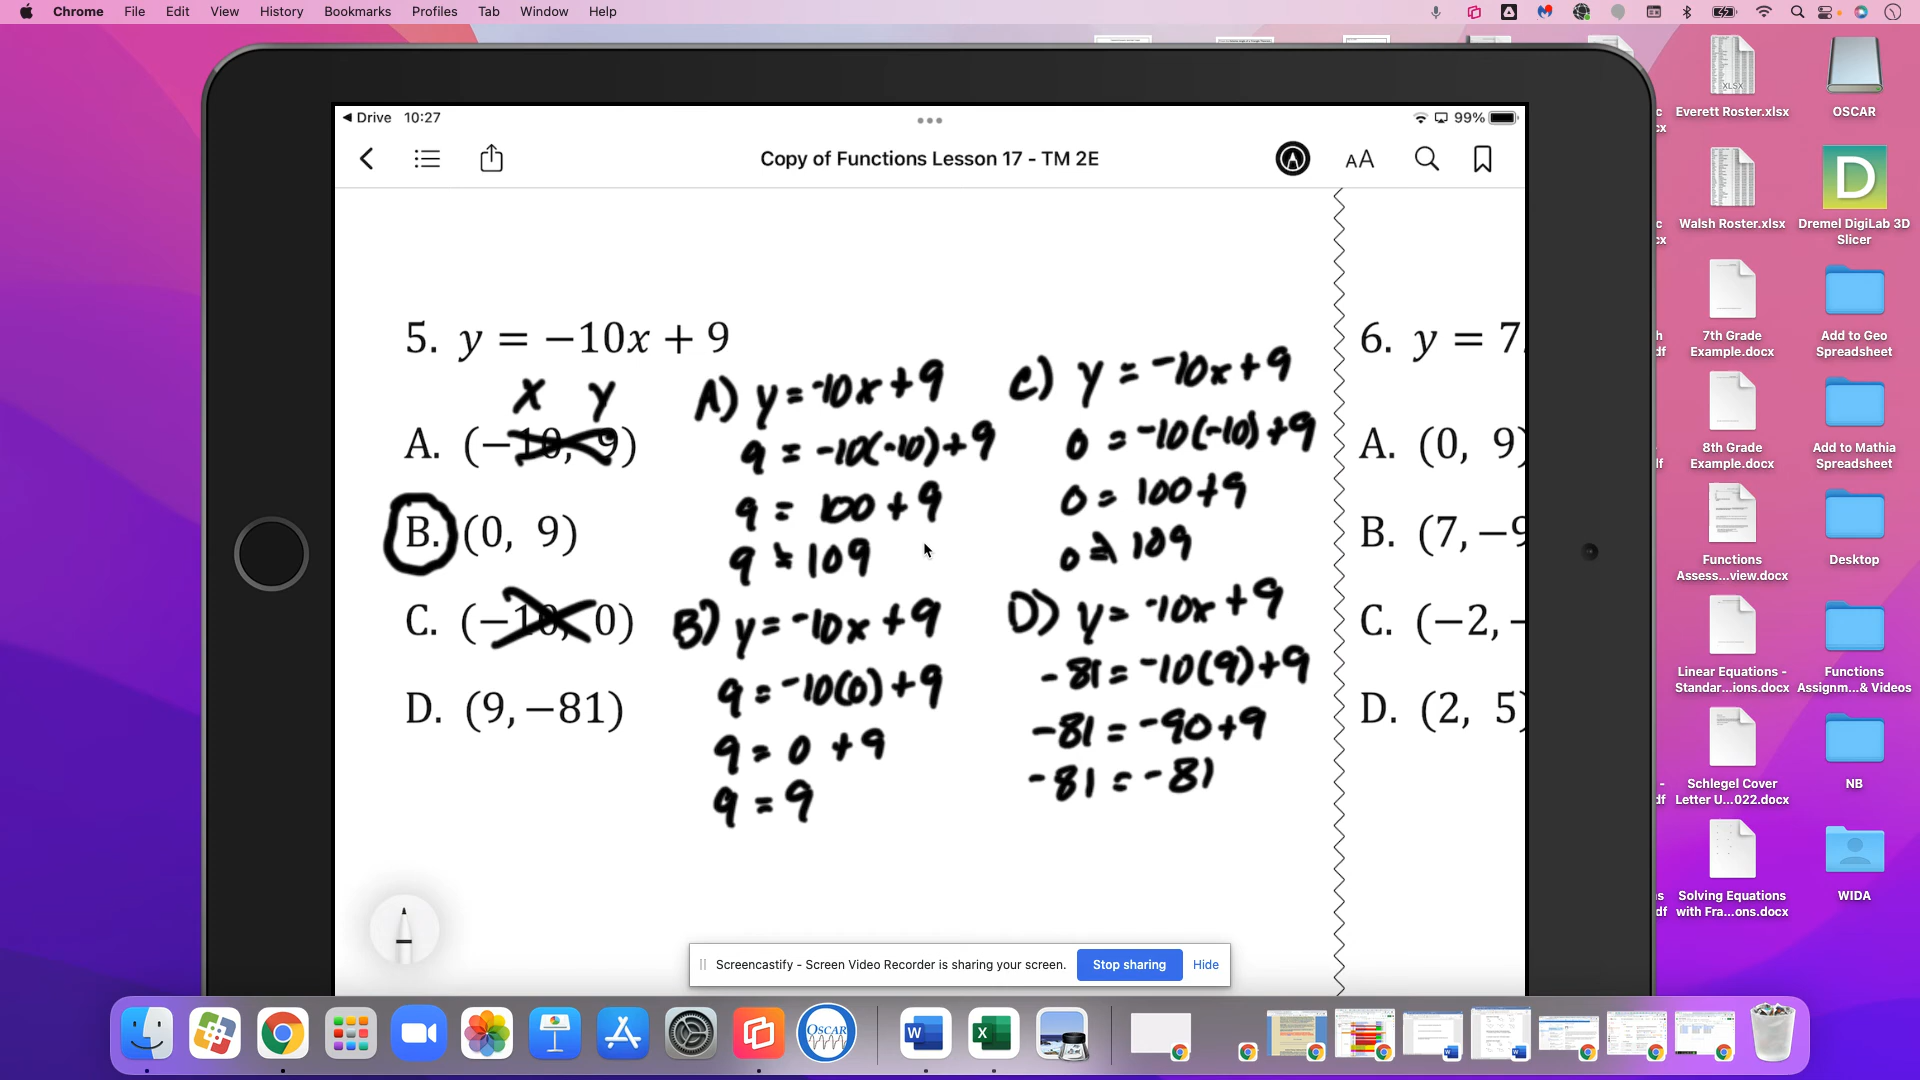 Chrome File Edit View History Bookmarks Profiles Tab Window Help
Drive 10:27
99%
Copy of Functions Lesson 17 - TM 2E
AA
5. y = −10x + 9
x y
A. (−10, 9)
B. (0, 9)
C. (−10, 0)
D. (9, −81)
A) y = -10x + 9
9 = -10(-10) + 9
9 = 100 + 9
9 ≠ 109
B) y = -10x + 9
9 = -10(0) + 9
9 = 0 + 9
9 = 9
C) y = -10x + 9
0 = -10(-10) + 9
0 = 100 + 9
0 ≠ 109
D) y = -10x + 9
-81 = -10(9) + 9
-81 = -90 + 9
-81 = -81
6. y = 7
A. (0, 9)
B. (7, −9
C. (−2, −
D. (2, 5)
Screencastify - Screen Video Recorder is sharing your screen.
Stop sharing
Hide
XLSX
Everett Roster.xlsx
OSCAR
Walsh Roster.xlsx
D
Dremel DigiLab 3D
Slicer
7th Grade
Example.docx
Add to Geo
Spreadsheet
8th Grade
Example.docx
Add to Mathia
Spreadsheet
Functions
Assess...view.docx
Desktop
Linear Equations -
Standar...ions.docx
Functions
Assignm...& Videos
Schlegel Cover
Letter U...022.docx
NB
Solving Equations
with Fra...ons.docx
WIDA
OSCAR
W
X